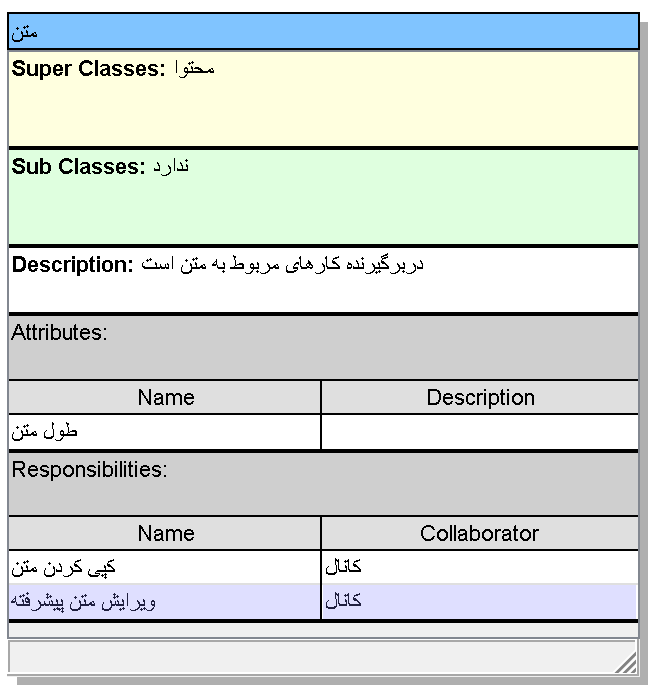 متن
Super Classes: محتوا
Sub Classes: ندارد
Description: دربرگیرنده کارهای مربوط به متن است
Attributes:
Name Description
طول متن
Responsibilities:
Name Collaborator
کپی کردن متن کانال
ویرایش متن پیشرفته کانال